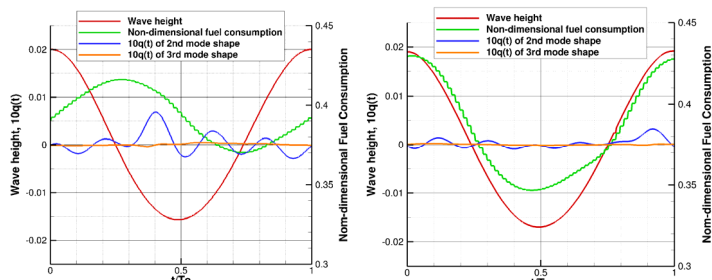 Wave height
Non-dimensional fuel consumption
10q(t) of 2nd mode shape
10q(t) of 3rd mode shape
0.02
0.01
0
-0.01
-0.02
Wave height, 10q(t)
0.45
0.4
0.35
0.3
Nom-dimensional Fuel Consumption
0
0.5
1
t/Te
Wave height
Non-dimensional fuel consumption
10q(t) of 2nd mode shape
10q(t) of 3rd mode shape
0.02
0.01
0
-0.01
-0.02
Wave height, 10q(t)
0.45
0.4
0.35
0.3
Nom-dimensional Fuel Consumption
0
0.5
1